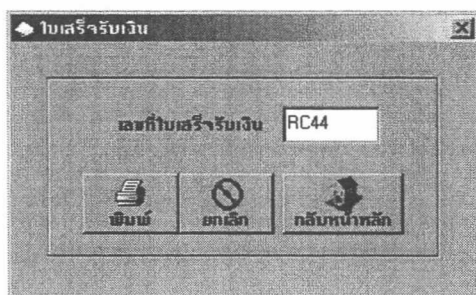 ใบเสร็จรับเงิน
เลขที่ใบเสร็จรับเงิน RC44
พิมพ์ ยกเลิก กลับหน้าหลัก